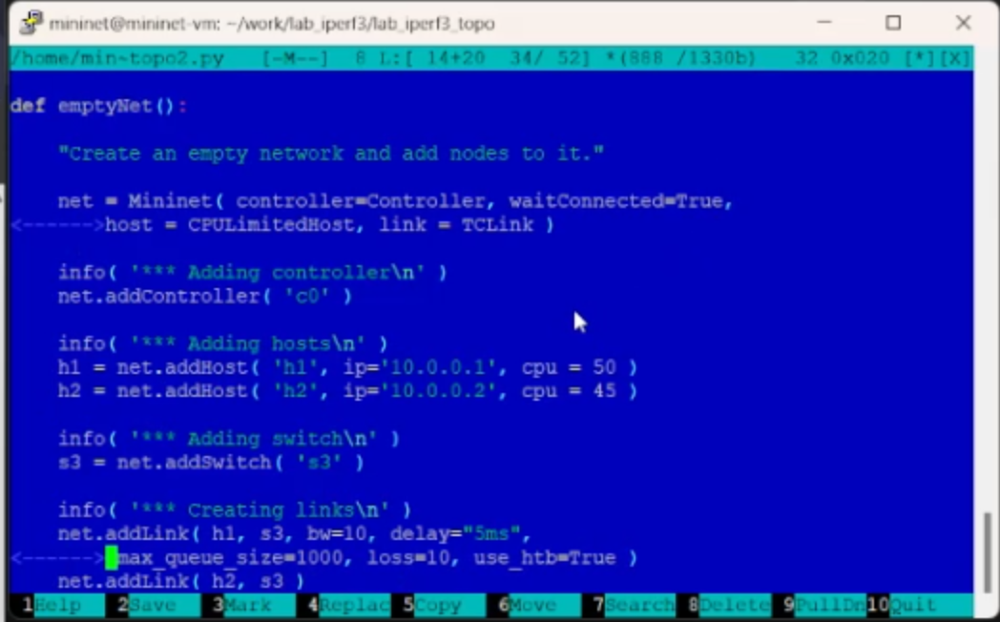 mininet@mininet-vm: ~/work/lab_iperf3/lab_iperf3_topo
/home/min~topo2.py [-M--] 8 L:[ 14+20 34/ 52] *(888 /1330b) 32 0x020 [*][X]
def emptyNet():
"Create an empty network and add nodes to it."
net = Mininet( controller=Controller, waitConnected=True,
<------>host = CPULimitedHost, link = TCLink )
info( '*** Adding controller\n' )
net.addController( 'c0' )
info( '*** Adding hosts\n' )
h1 = net.addHost( 'h1', ip='10.0.0.1', cpu = 50 )
h2 = net.addHost( 'h2', ip='10.0.0.2', cpu = 45 )
info( '*** Adding switch\n' )
s3 = net.addSwitch( 's3' )
info( '*** Creating links\n' )
net.addLink( h1, s3, bw=10, delay="5ms",
<------> max_queue_size=1000, loss=10, use_htb=True )
net.addLink( h2, s3 )
1Help 2Save 3Mark 4Replac 5Copy 6Move 7Search 8Delete 9PullDn 10Quit